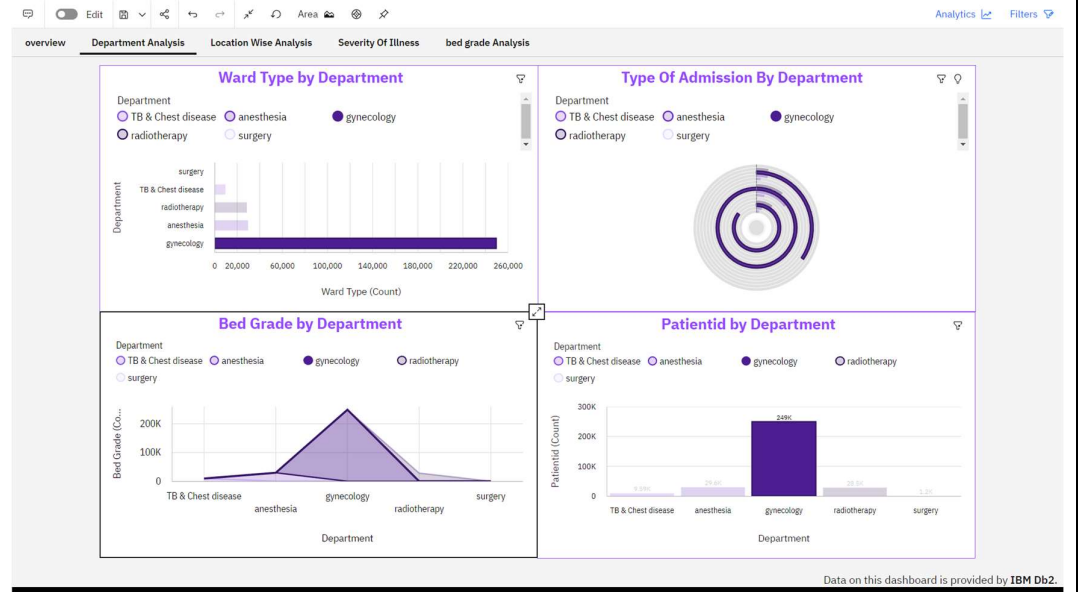 Edit Area Analytics Filters
overview Department Analysis Location Wise Analysis Severity Of Illness bed grade Analysis
Ward Type by Department
Department
TB & Chest disease anesthesia gynecology
radiotherapy surgery
Department
surgery
TB & Chest disease
radiotherapy
anesthesia
gynecology
0 20,000 60,000 100,000 140,000 180,000 220,000 260,000
Ward Type (Count)
Type Of Admission By Department
Department
TB & Chest disease anesthesia gynecology
radiotherapy surgery
Bed Grade by Department
Department
TB & Chest disease anesthesia gynecology radiotherapy
surgery
Bed Grade (Co...
200K
100K
0
TB & Chest disease gynecology surgery
anesthesia radiotherapy
Department
Patientid by Department
Department
TB & Chest disease anesthesia gynecology radiotherapy
surgery
Patientid (Count)
300K
249K
200K
100K
0
TB & Chest disease anesthesia gynecology radiotherapy surgery
Department
Data on this dashboard is provided by IBM Db2.